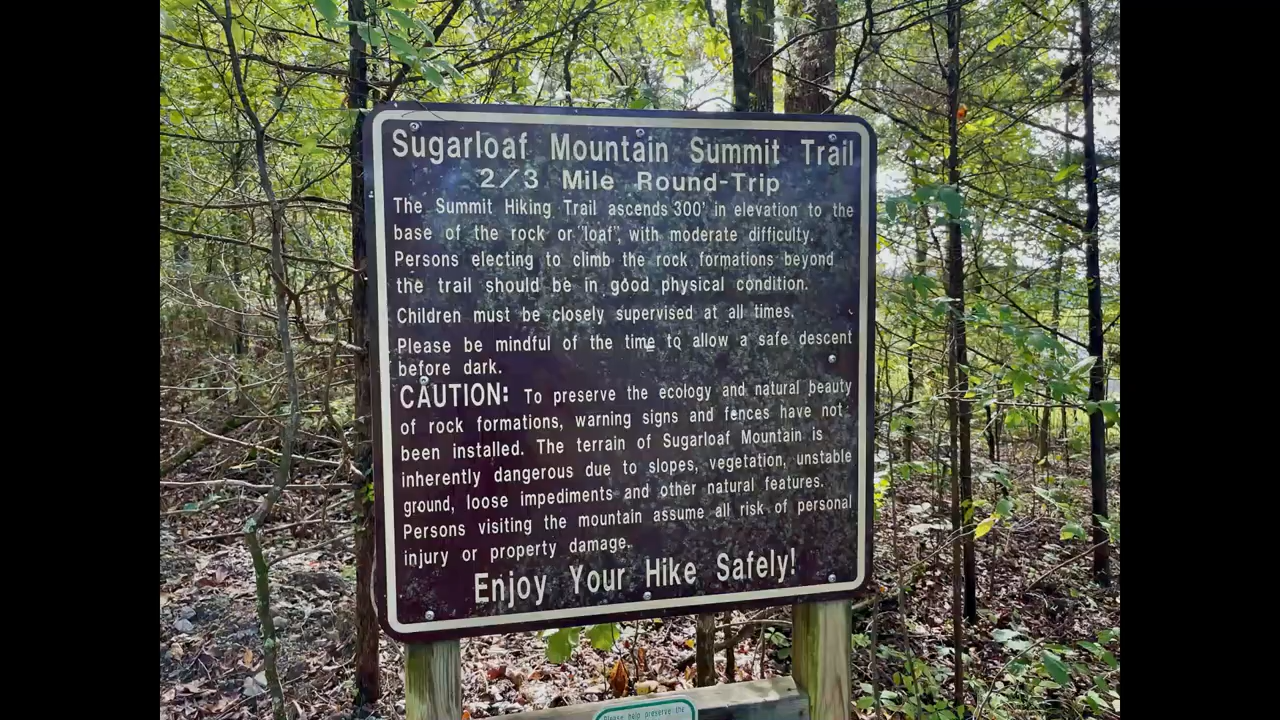 Sugarloaf Mountain Summit Trail
2/3 Mile Round-Trip
The Summit Hiking Trail ascends 300' in elevation to the
base of the rock or "loaf", with moderate difficulty.
Persons electing to climb the rock formations beyond
the trail should be in good physical condition.
Children must be closely supervised at all times.
Please be mindful of the time to allow a safe descent
before dark.
CAUTION: To preserve the ecology and natural beauty
of rock formations, warning signs and fences have not
been installed. The terrain of Sugarloaf Mountain is
inherently dangerous due to slopes, vegetation, unstable
ground, loose impediments and other natural features.
Persons visiting the mountain assume all risk of personal
injury or property damage.
Enjoy Your Hike Safely!
Please help preserve the